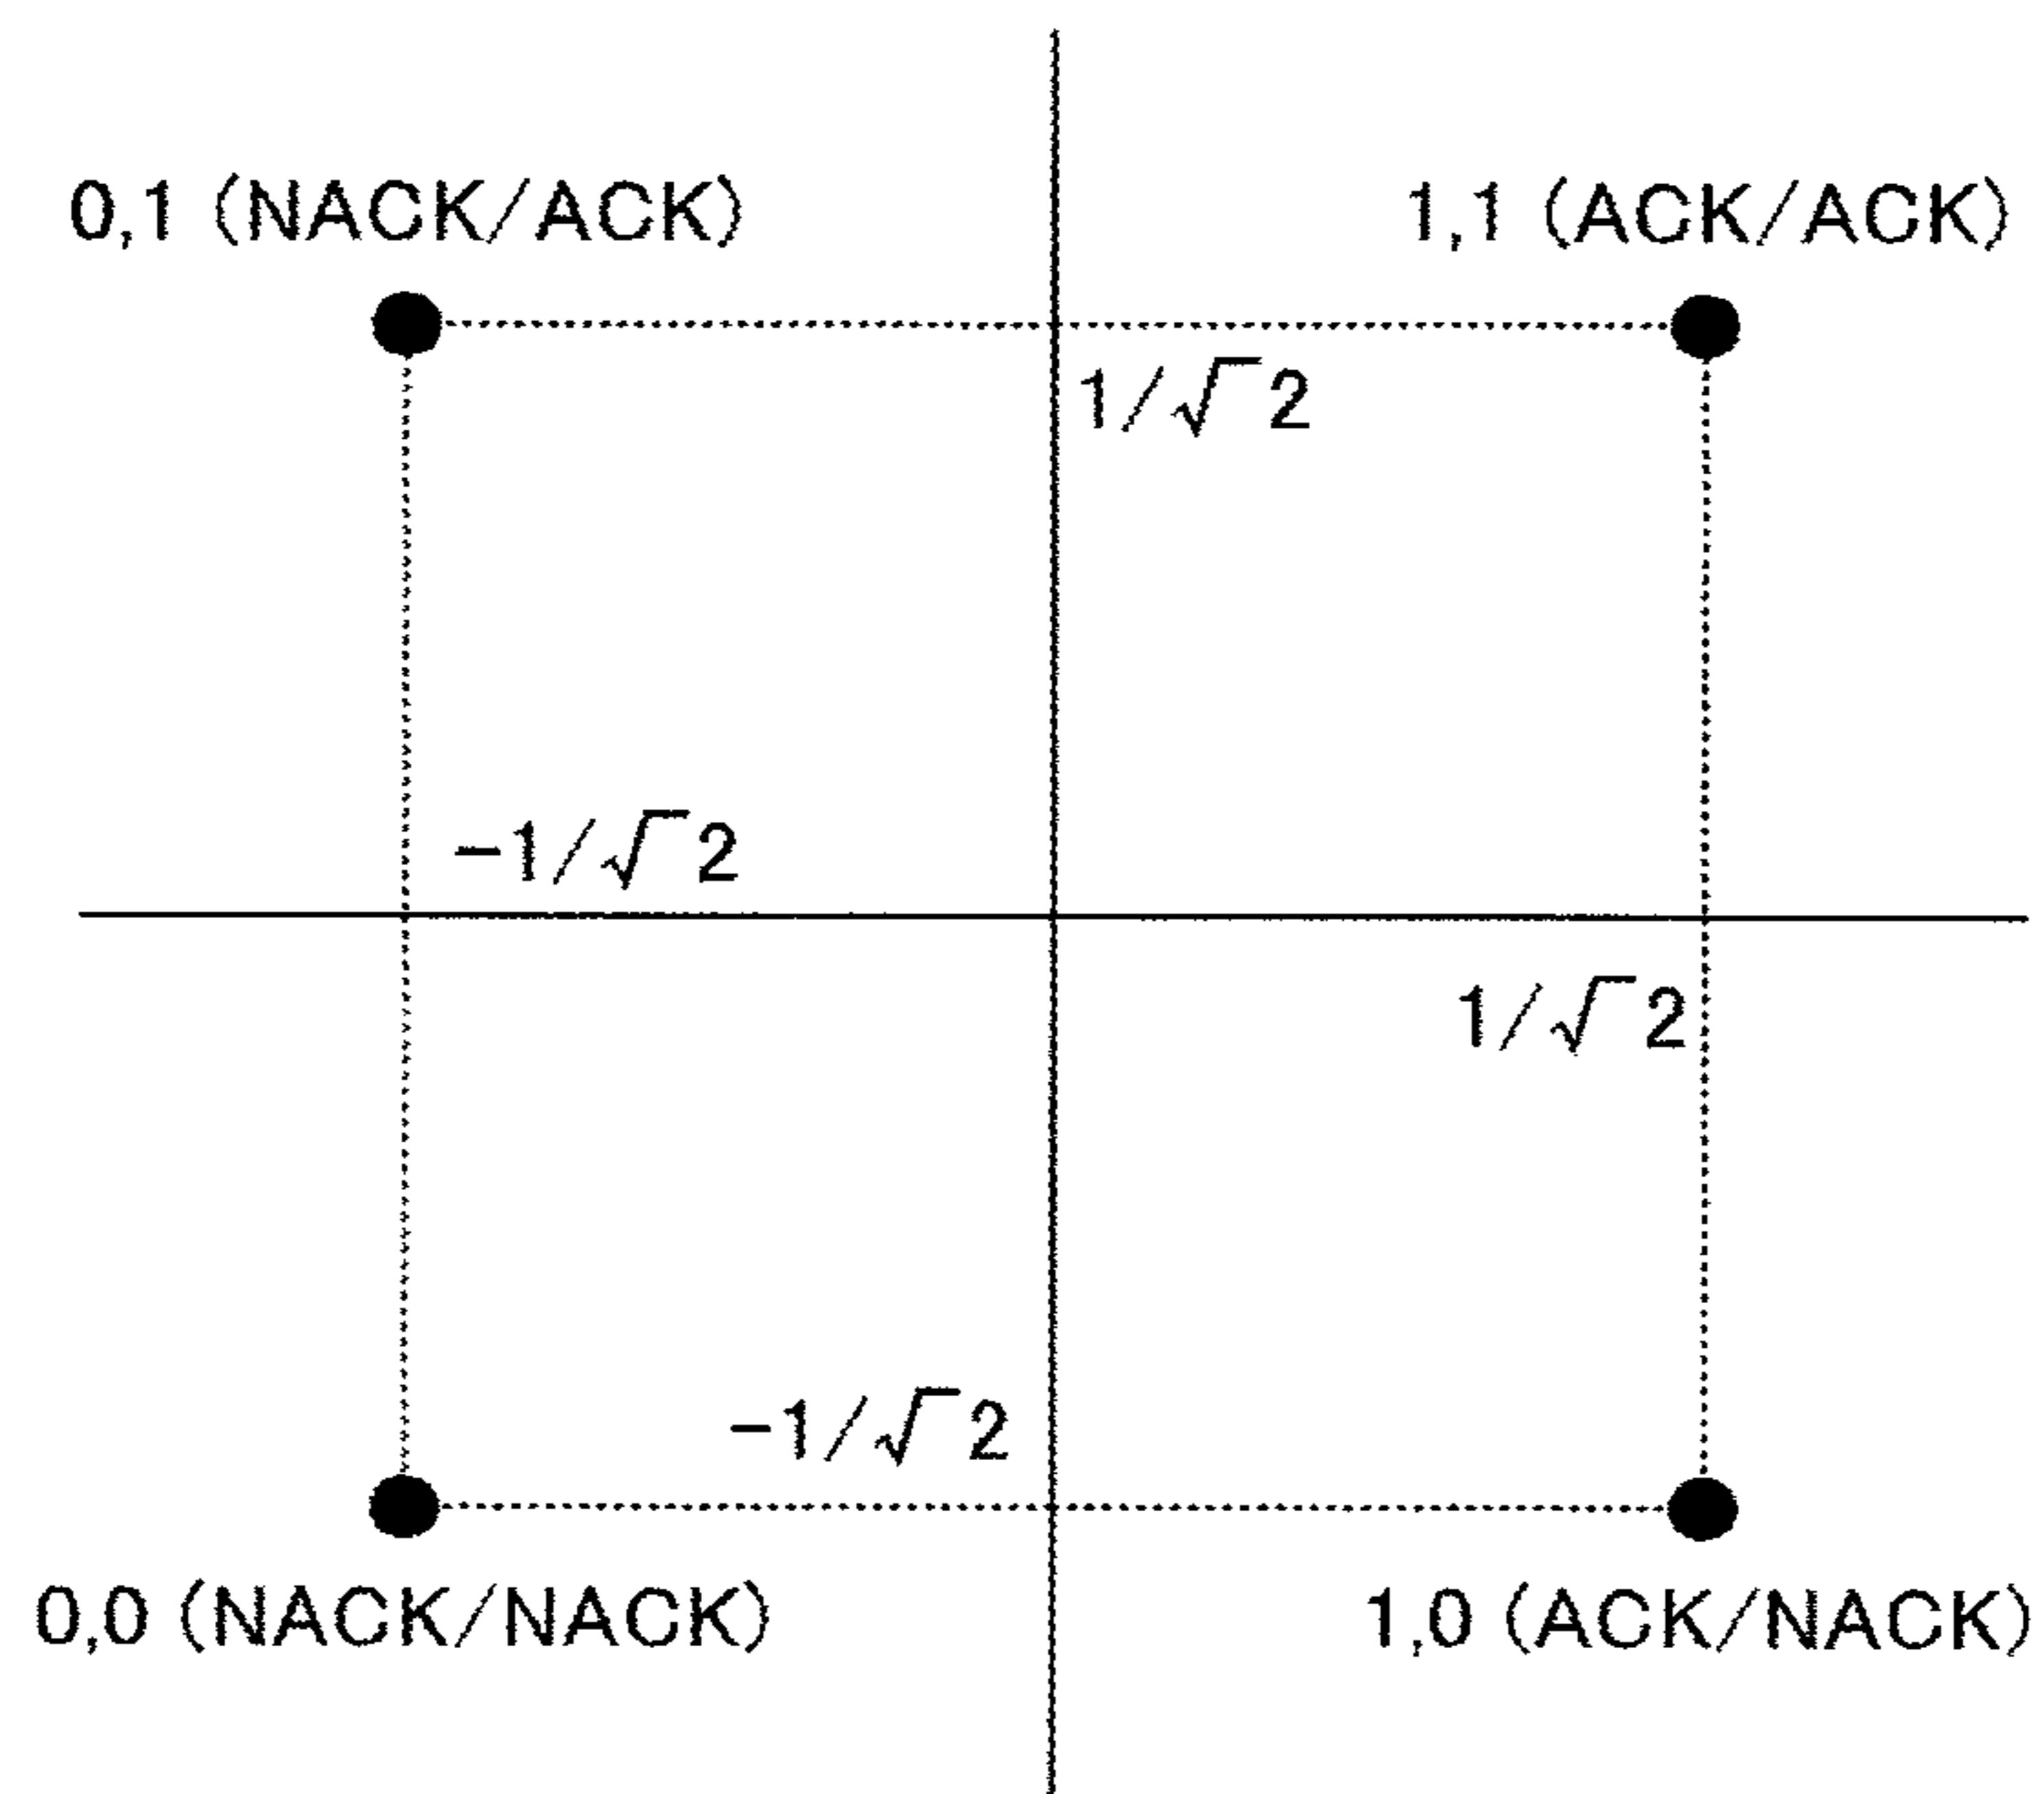 0,1 (NACK/ACK)
1,1 (ACK/ACK)
1/√2
-1/√2
1/√2
-1/√2
0,0 (NACK/NACK)
1,0 (ACK/NACK)